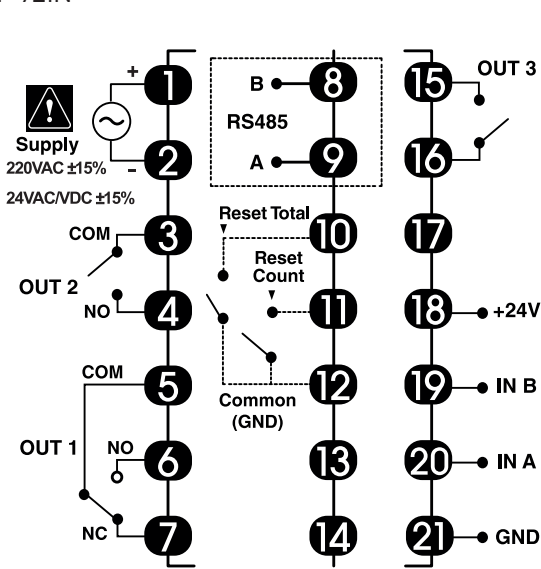 +
1
Supply
220VAC ±15%
24VAC/VDC ±15%
-
2
COM
3
OUT 2
NO
4
COM
5
OUT 1
NO
6
NC
7
B
8
RS485
A
9
Reset Total
10
Reset
Count
11
Common
(GND)
12
13
14
15
OUT 3
16
17
18
+24V
19
IN B
20
IN A
21
GND